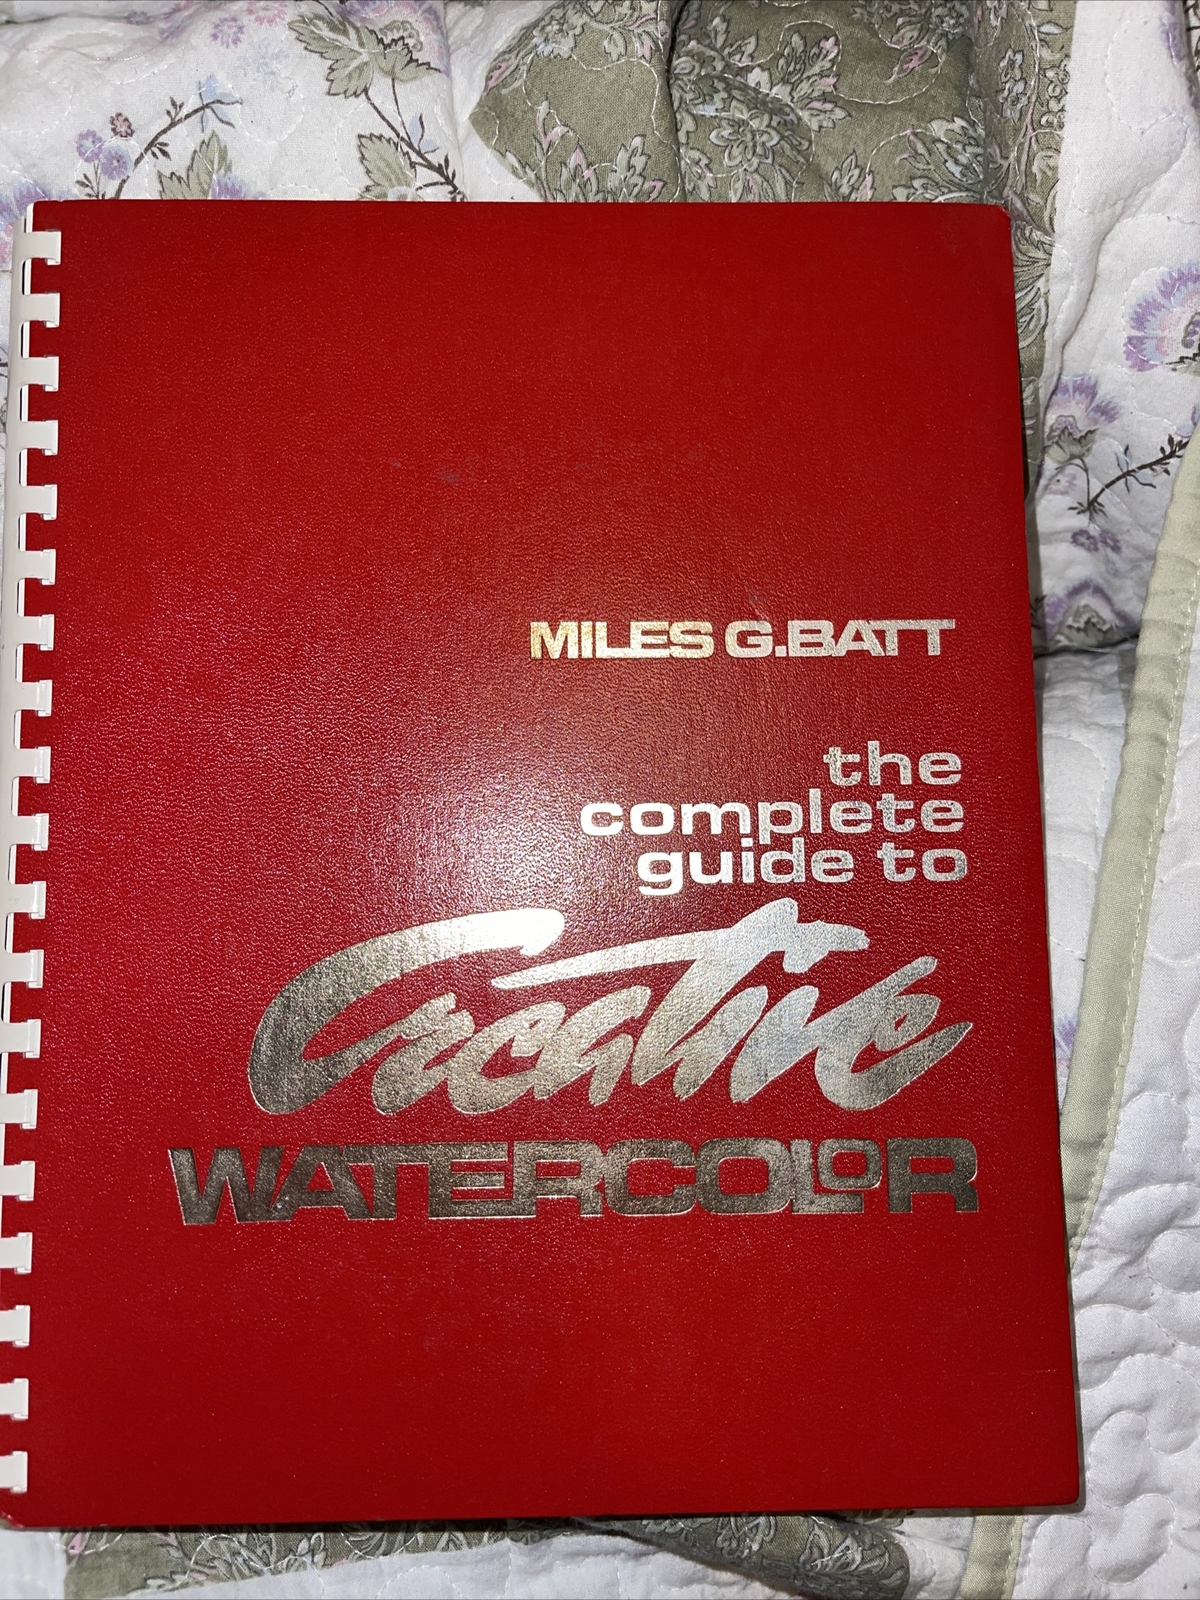 MILES G.BATT
the
complete
guide to
Creative
WATERCOLOR